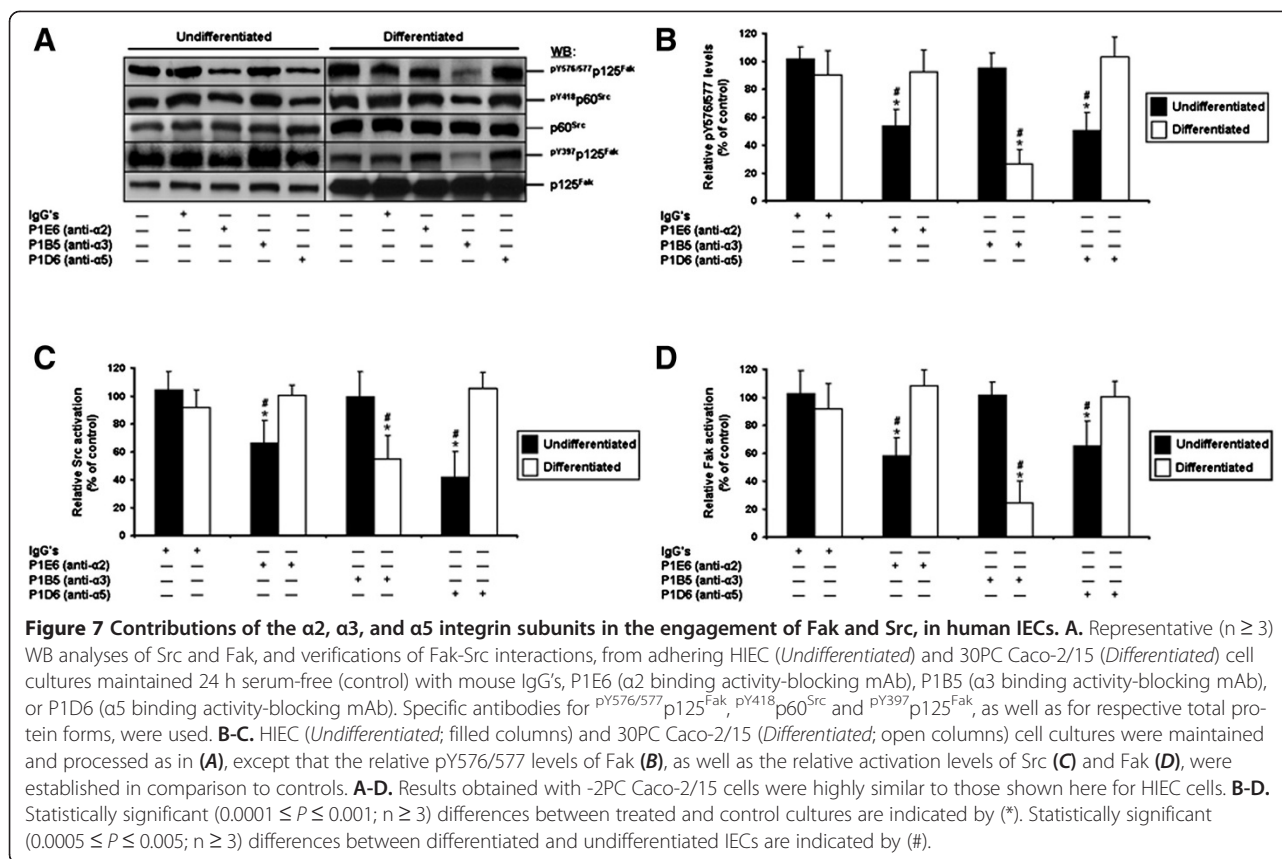 A
Undifferentiated Differentiated
WB:
pY576/577p125Fak
pY418p60Src
p60Src
pY397p125Fak
p125Fak
IgG's — + — — — — + — — —
P1E6 (anti-α2) — — + — — — — + — —
P1B5 (anti-α3) — — — + — — — — + —
P1D6 (anti-α5) — — — — + — — — — +
B
Relative pY576/577 levels
(% of control)
120
100
80
60
40
20
0
#
*
#
*
#
*
Undifferentiated
Differentiated
IgG's + + — — — — — —
P1E6 (anti-α2) — — + + — — — —
P1B5 (anti-α3) — — — — + + — —
P1D6 (anti-α5) — — — — — — + +
C
Relative Src activation
(% of control)
120
100
80
60
40
20
0
#
*
#
*
#
*
Undifferentiated
Differentiated
IgG's + + — — — — — —
P1E6 (anti-α2) — — + + — — — —
P1B5 (anti-α3) — — — — + + — —
P1D6 (anti-α5) — — — — — — + +
D
Relative Fak activation
(% of control)
120
100
80
60
40
20
0
#
*
#
*
#
*
Undifferentiated
Differentiated
IgG's + + — — — — — —
P1E6 (anti-α2) — — + + — — — —
P1B5 (anti-α3) — — — — + + — —
P1D6 (anti-α5) — — — — — — + +
Figure 7 Contributions of the α2, α3, and α5 integrin subunits in the engagement of Fak and Src, in human IECs. A. Representative (n ≥ 3)
WB analyses of Src and Fak, and verifications of Fak-Src interactions, from adhering HIEC (Undifferentiated) and 30PC Caco-2/15 (Differentiated) cell
cultures maintained 24 h serum-free (control) with mouse IgG's, P1E6 (α2 binding activity-blocking mAb), P1B5 (α3 binding activity-blocking mAb),
or P1D6 (α5 binding activity-blocking mAb). Specific antibodies for pY576/577p125Fak, pY418p60Src and pY397p125Fak, as well as for respective total pro-
tein forms, were used. B-C. HIEC (Undifferentiated; filled columns) and 30PC Caco-2/15 (Differentiated; open columns) cell cultures were maintained
and processed as in (A), except that the relative pY576/577 levels of Fak (B), as well as the relative activation levels of Src (C) and Fak (D), were
established in comparison to controls. A-D. Results obtained with -2PC Caco-2/15 cells were highly similar to those shown here for HIEC cells. B-D.
Statistically significant (0.0001 ≤ P ≤ 0.001; n ≥ 3) differences between treated and control cultures are indicated by (*). Statistically significant
(0.0005 ≤ P ≤ 0.005; n ≥ 3) differences between differentiated and undifferentiated IECs are indicated by (#).